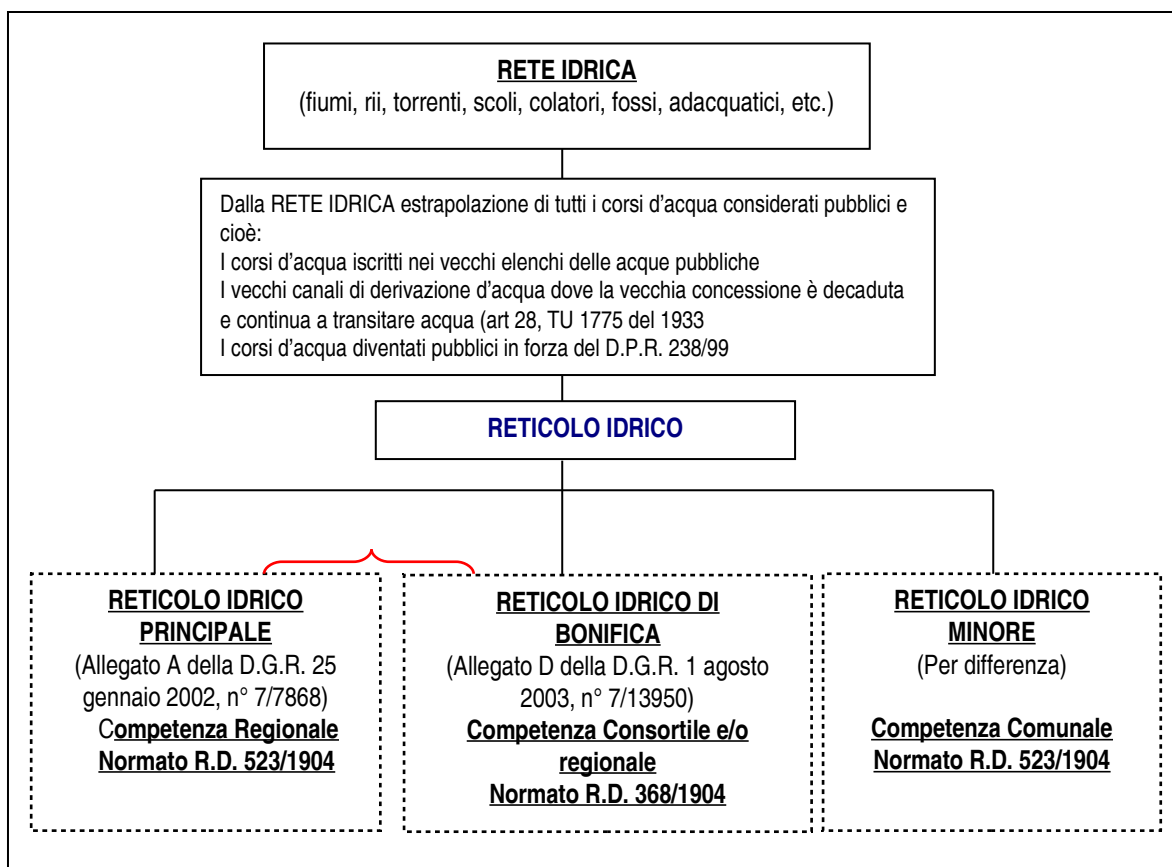 RETE IDRICA
(fiumi, rii, torrenti, scoli, colatori, fossi, adacquatici, etc.)
Dalla RETE IDRICA estrapolazione di tutti i corsi d'acqua considerati pubblici e
cioè:
I corsi d'acqua iscritti nei vecchi elenchi delle acque pubbliche
I vecchi canali di derivazione d'acqua dove la vecchia concessione è decaduta
e continua a transitare acqua (art 28, TU 1775 del 1933
I corsi d'acqua diventati pubblici in forza del D.P.R. 238/99
RETICOLO IDRICO
RETICOLO IDRICO
PRINCIPALE
(Allegato A della D.G.R. 25
gennaio 2002, n° 7/7868)
Competenza Regionale
Normato R.D. 523/1904
RETICOLO IDRICO DI
BONIFICA
(Allegato D della D.G.R. 1 agosto
2003, n° 7/13950)
Competenza Consortile e/o
regionale
Normato R.D. 368/1904
RETICOLO IDRICO
MINORE
(Per differenza)
Competenza Comunale
Normato R.D. 523/1904